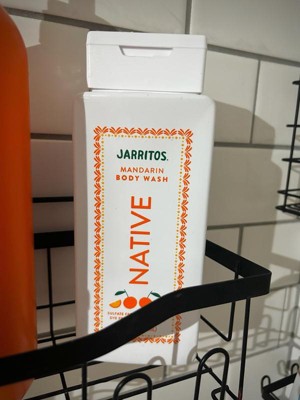 JARRITOS.
MANDARIN
BODY WASH
NATIVE